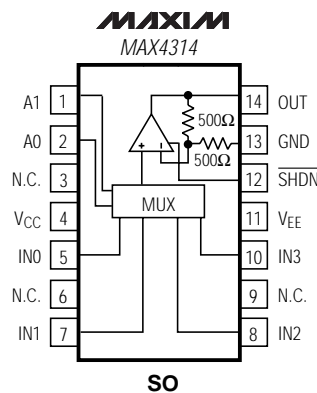 MAXIM
MAX4314
A1 1 14 OUT
500Ω
A0 2 + - 13 GND
500Ω
N.C. 3 12 SHDN
MUX
VCC 4 11 VEE
IN0 5 10 IN3
N.C. 6 9 N.C.
IN1 7 8 IN2
SO